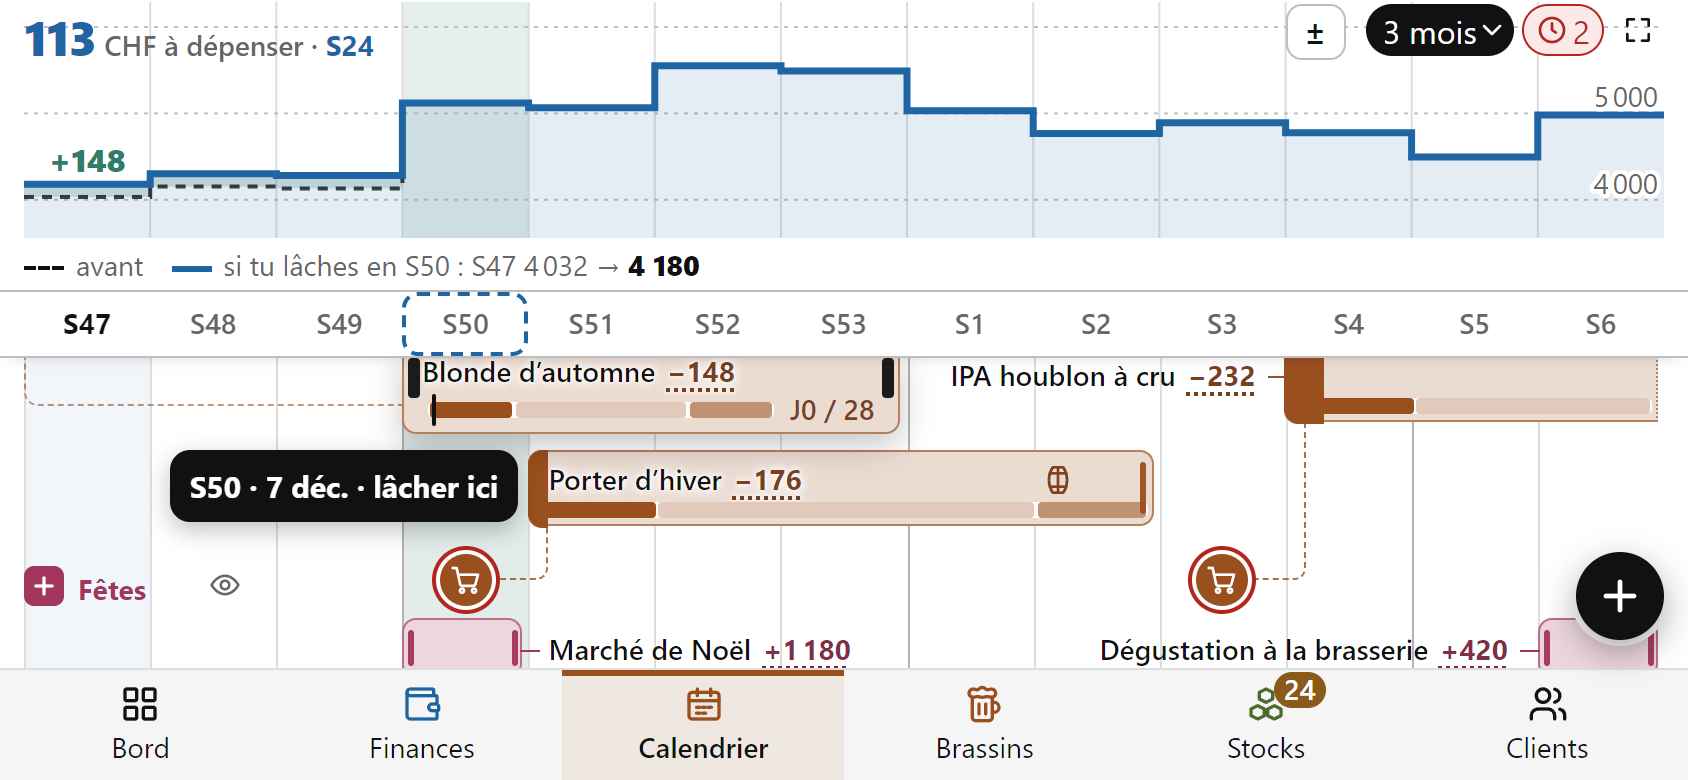 113 CHF à dépenser · S24
±
3 mois
2
5 000
+148
4 000
avant
si tu lâches en S50 : S47 4 032 → 4 180
S47 S48 S49 S50 S51 S52 S53 S1 S2 S3 S4 S5 S6
Blonde d’automne −148
J0 / 28
IPA houblon à cru −232
S50 · 7 déc. · lâcher ici
Porter d’hiver −176
Fêtes
Marché de Noël +1 180
Dégustation à la brasserie +420
Bord
Finances
Calendrier
Brassins
24
Stocks
Clients